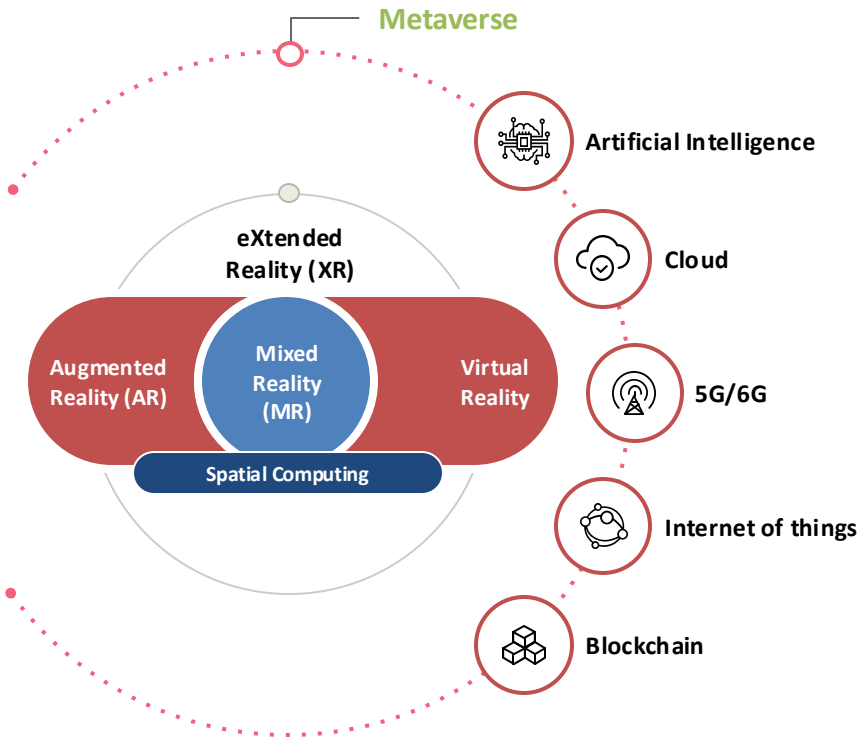 Metaverse
Artificial Intelligence
eXtended
Reality (XR)
Cloud
Augmented
Reality (AR)
Mixed
Reality
(MR)
Virtual
Reality
5G/6G
Spatial Computing
Internet of things
Blockchain